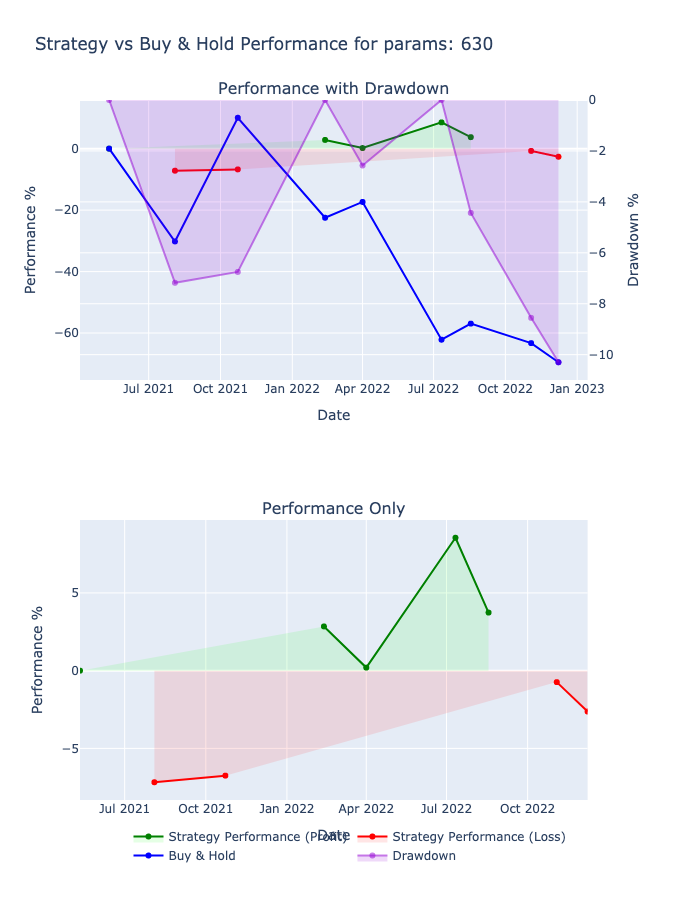 Strategy vs Buy & Hold Performance for params: 630
Performance with Drawdown
0
−20
−40
−60
Performance %
0
−2
−4
−6
−8
−10
Drawdown %
Jul 2021 Oct 2021 Jan 2022 Apr 2022 Jul 2022 Oct 2022 Jan 2023
Date
Performance Only
5
0
−5
Performance %
Jul 2021 Oct 2021 Jan 2022 Apr 2022 Jul 2022 Oct 2022
Date
Strategy Performance (Profit) Strategy Performance (Loss)
Buy & Hold Drawdown